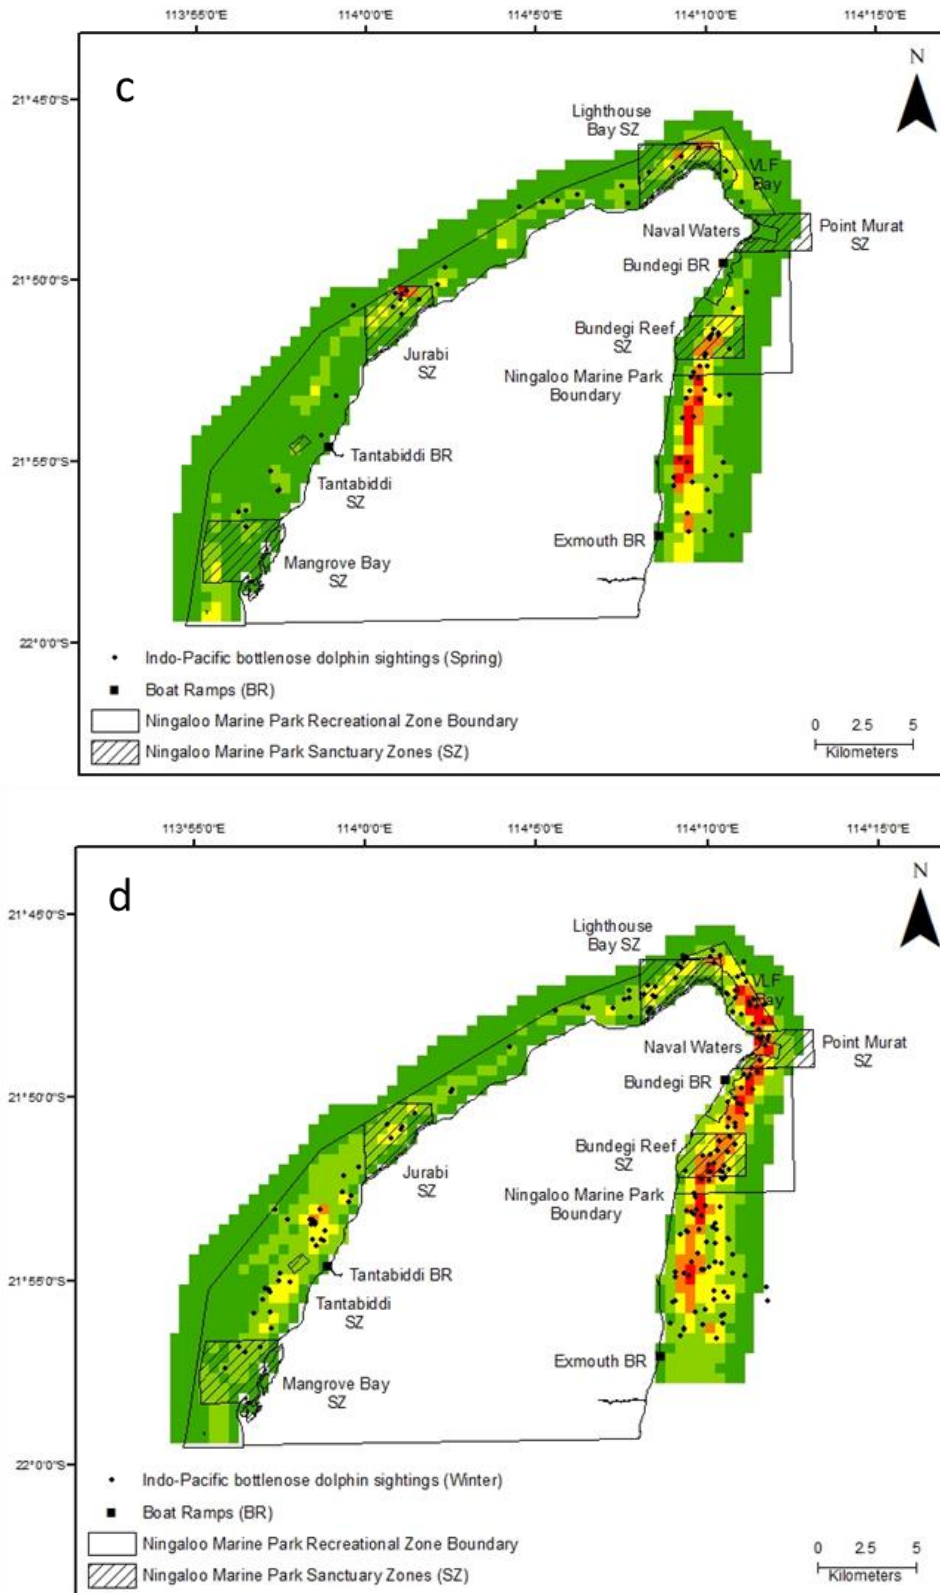 113°55'0"E 114°0'0"E 114°5'0"E 114°10'0"E 114°15'0"E
c
N
21°45'0"S
Lighthouse
Bay SZ
VLF
Bay
Naval Waters
Point Murat
SZ
Bundegi BR
21°50'0"S
Bundegi Reef
SZ
Jurabi
SZ
Ningaloo Marine Park
Boundary
21°55'0"S
Tantabiddi BR
Tantabiddi
SZ
Exmouth BR
Mangrove Bay
SZ
22°0'0"S
Indo-Pacific bottlenose dolphin sightings (Spring)
Boat Ramps (BR)
Ningaloo Marine Park Recreational Zone Boundary
Ningaloo Marine Park Sanctuary Zones (SZ)
0 2.5 5
Kilometers
113°55'0"E 114°0'0"E 114°5'0"E 114°10'0"E 114°15'0"E
d
N
21°45'0"S
Lighthouse
Bay SZ
VLF
Bay
Naval Waters
Point Murat
SZ
Bundegi BR
21°50'0"S
Bundegi Reef
SZ
Jurabi
SZ
Ningaloo Marine Park
Boundary
21°55'0"S
Tantabiddi BR
Tantabiddi
SZ
Exmouth BR
Mangrove Bay
SZ
22°0'0"S
Indo-Pacific bottlenose dolphin sightings (Winter)
Boat Ramps (BR)
Ningaloo Marine Park Recreational Zone Boundary
Ningaloo Marine Park Sanctuary Zones (SZ)
0 2.5 5
Kilometers